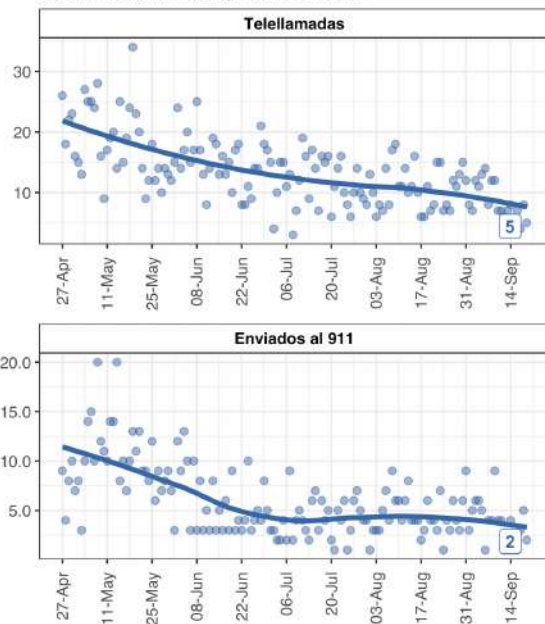 Telellamadas
30
20
10
5
27-Apr
11-May
25-May
08-Jun
22-Jun
06-Jul
20-Jul
03-Aug
17-Aug
31-Aug
14-Sep
Enviados al 911
20.0
15.0
10.0
5.0
2
27-Apr
11-May
25-May
08-Jun
22-Jun
06-Jul
20-Jul
03-Aug
17-Aug
31-Aug
14-Sep